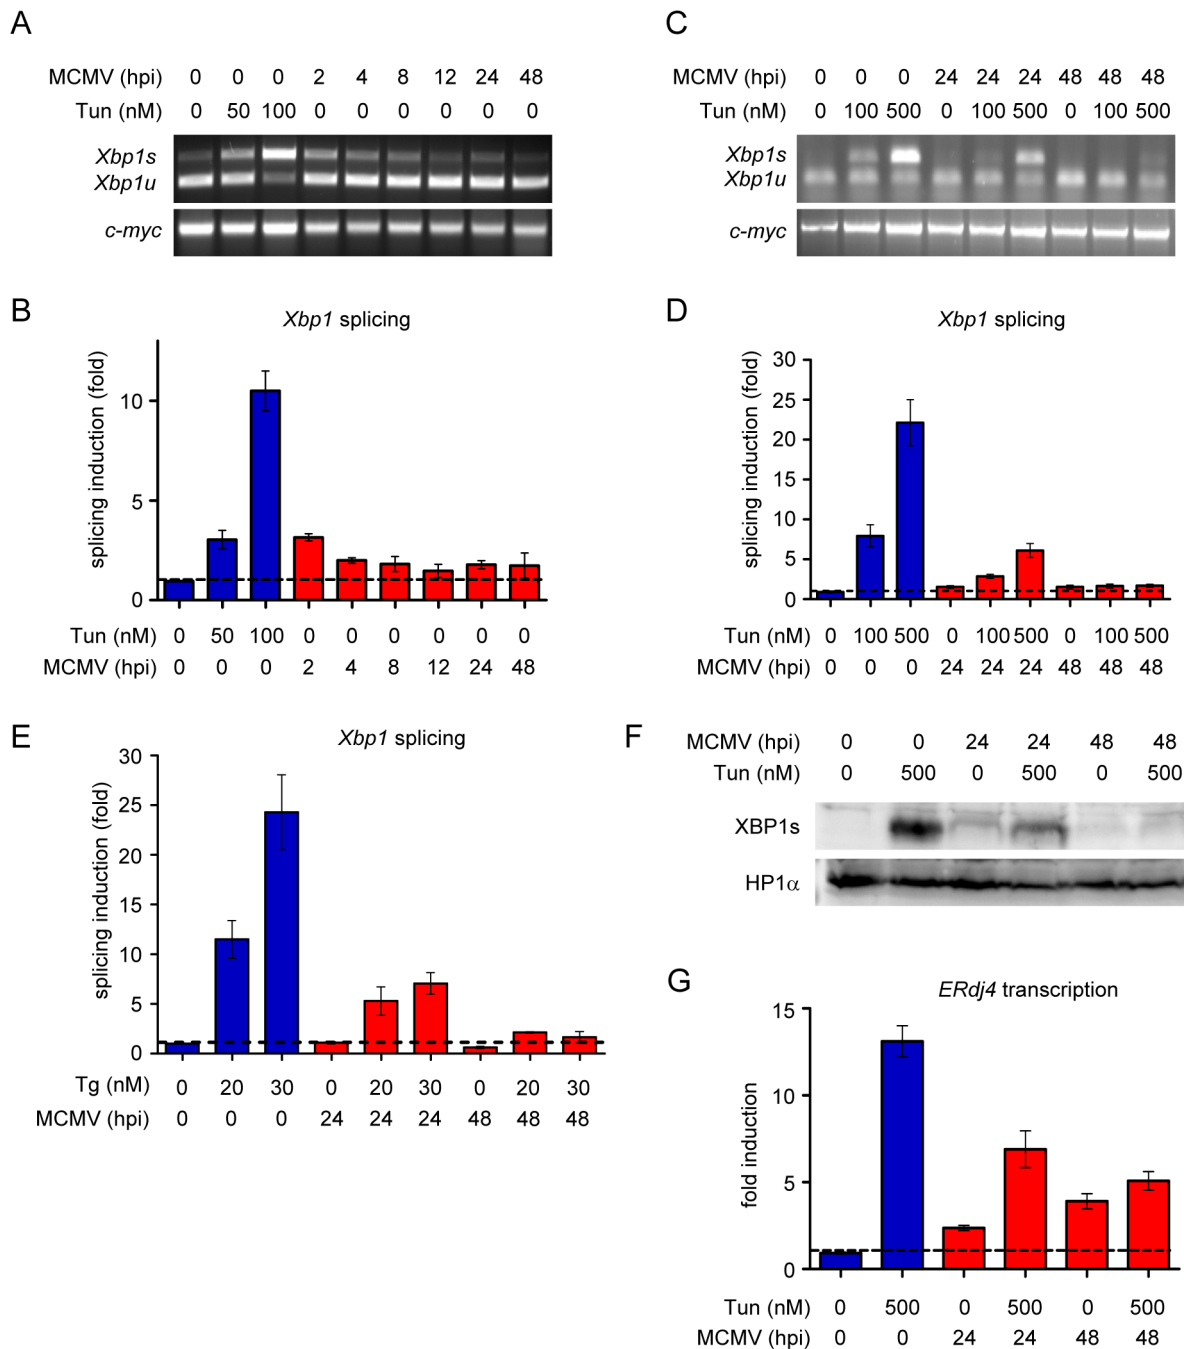 A
MCMV (hpi) 0 0 0 2 4 8 12 24 48
Tun (nM) 0 50 100 0 0 0 0 0 0
Xbp1s
Xbp1u
c-myc
C
MCMV (hpi) 0 0 0 24 24 24 48 48 48
Tun (nM) 0 100 500 0 100 500 0 100 500
Xbp1s
Xbp1u
c-myc
B
Xbp1 splicing
splicing induction (fold)
10
5
0
Tun (nM) 0 50 100 0 0 0 0 0 0
MCMV (hpi) 0 0 0 2 4 8 12 24 48
D
Xbp1 splicing
splicing induction (fold)
30
25
20
15
10
5
0
Tun (nM) 0 100 500 0 100 500 0 100 500
MCMV (hpi) 0 0 0 24 24 24 48 48 48
E
Xbp1 splicing
splicing induction (fold)
30
25
20
15
10
5
0
Tg (nM) 0 20 30 0 20 30 0 20 30
MCMV (hpi) 0 0 0 24 24 24 48 48 48
F
MCMV (hpi) 0 0 24 24 48 48
Tun (nM) 0 500 0 500 0 500
XBP1s
HP1α
G
ERdj4 transcription
fold induction
15
10
5
0
Tun (nM) 0 500 0 500 0 500
MCMV (hpi) 0 0 24 24 48 48